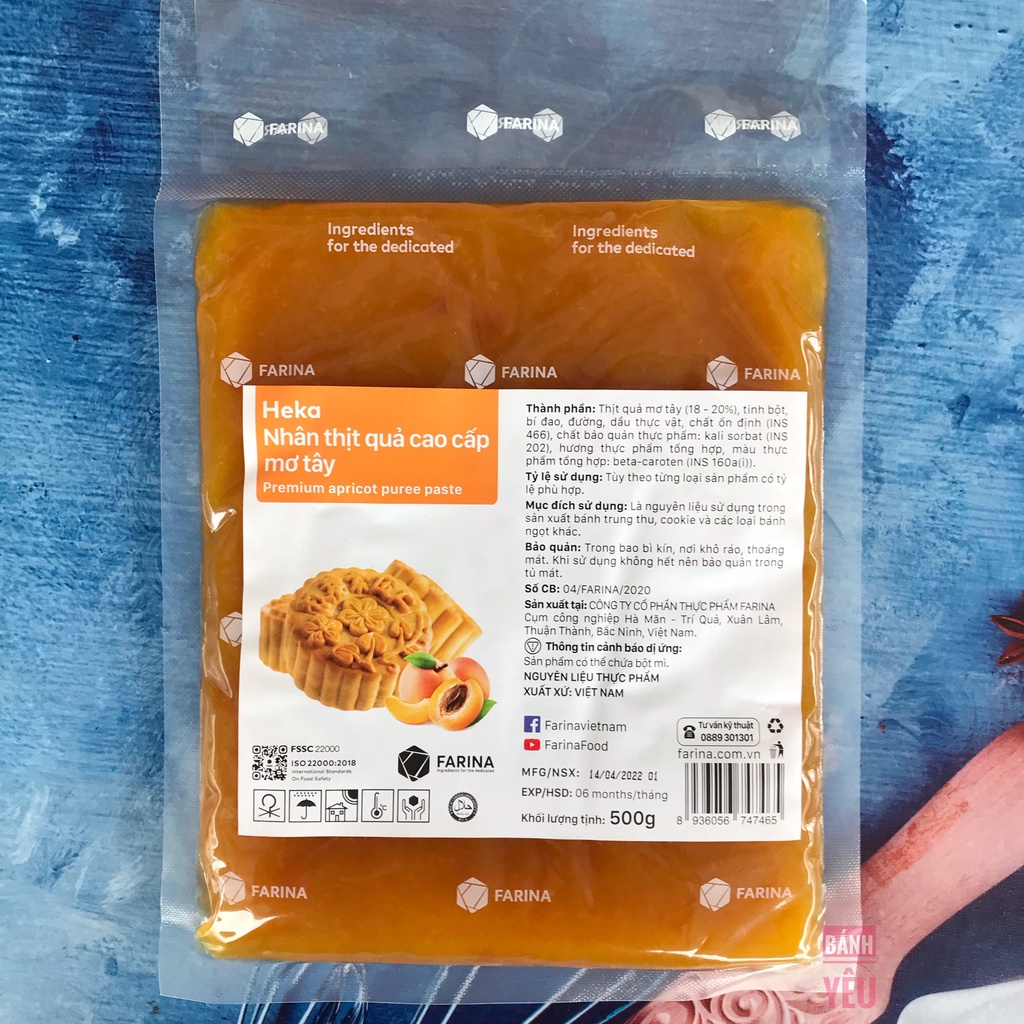 FARINA
FARINA
FARINA
Ingredients
for the dedicated
Ingredients
for the dedicated
FARINA
FARINA
FARINA
Heka
Nhân thịt quả cao cấp
mơ tây
Premium apricot puree paste
Thành phần: Thịt quả mơ tây (18 - 20%), tinh bột,
bí đao, đường, dầu thực vật, chất ổn định (INS
466), chất bảo quản thực phẩm: kali sorbat (INS
202), hương thực phẩm tổng hợp, màu thực
phẩm tổng hợp: beta-caroten (INS 160a(i)).
Tỷ lệ sử dụng: Tùy theo từng loại sản phẩm có tỷ
lệ phù hợp.
Mục đích sử dụng: Là nguyên liệu sử dụng trong
sản xuất bánh trung thu, cookie và các loại bánh
ngọt khác.
Bảo quản: Trong bao bì kín, nơi khô ráo, thoáng
mát. Khi sử dụng không hết nên bảo quản trong
tủ mát.
Số CB: 04/FARINA/2020
Sản xuất tại: CÔNG TY CỔ PHẦN THỰC PHẨM FARINA
Cụm công nghiệp Hà Mãn - Trí Quả, Xuân Lâm,
Thuận Thành, Bắc Ninh, Việt Nam.
Thông tin cảnh báo dị ứng:
Sản phẩm có thể chứa bột mì.
NGUYÊN LIỆU THỰC PHẨM
XUẤT XỨ: VIỆT NAM
Farinavietnam
FarinaFood
Tư vấn kỹ thuật
0889 301301
farina.com.vn
FSSC 22000
ISO 22000:2018
International Standards
On Food Safety
FARINA
Ingredients for the dedicated
°C
حلال
MFG/NSX: 14/04/2022 01
EXP/HSD: 06 months/tháng
Khối lượng tịnh: 500g
8 936056 747465
FARINA
FARINA
FARINA
BÁNH
YÊU